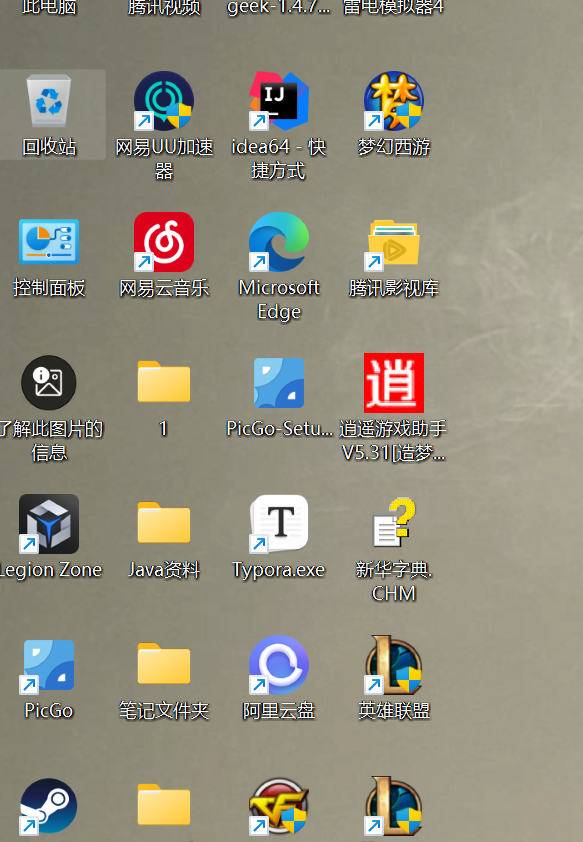 此电脑
腾讯视频
geek-1.4.7...
雷电模拟器4
回收站
网易UU加速
器
IJ
idea64 - 快
捷方式
梦
梦幻西游
控制面板
网易云音乐
Microsoft
Edge
腾讯影视库
了解此图片的
信息
1
PicGo-Setu...
逍
逍遥游戏助手
V5.31[造梦...
Legion Zone
Java资料
T
Typora.exe
新华字典.
CHM
PicGo
笔记文件夹
阿里云盘
L
英雄联盟
CF
L